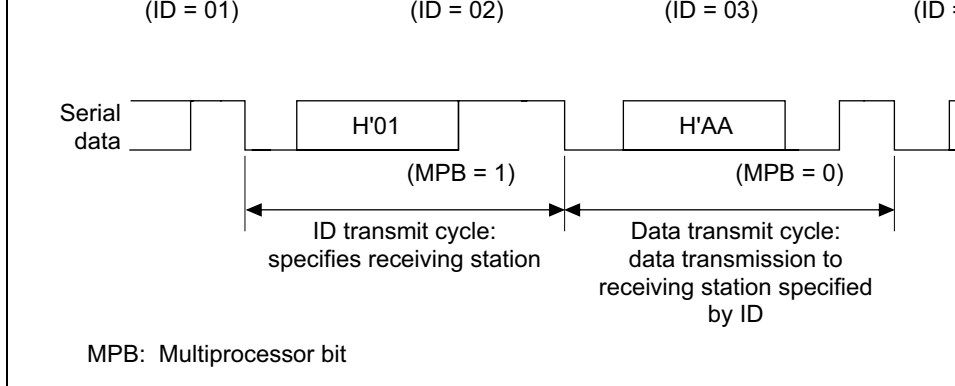 (ID = 01) (ID = 02) (ID = 03) (ID =
Serial
data
H'01 H'AA
(MPB = 1) (MPB = 0)
ID transmit cycle:
specifies receiving station
Data transmit cycle:
data transmission to
receiving station specified
by ID
MPB: Multiprocessor bit